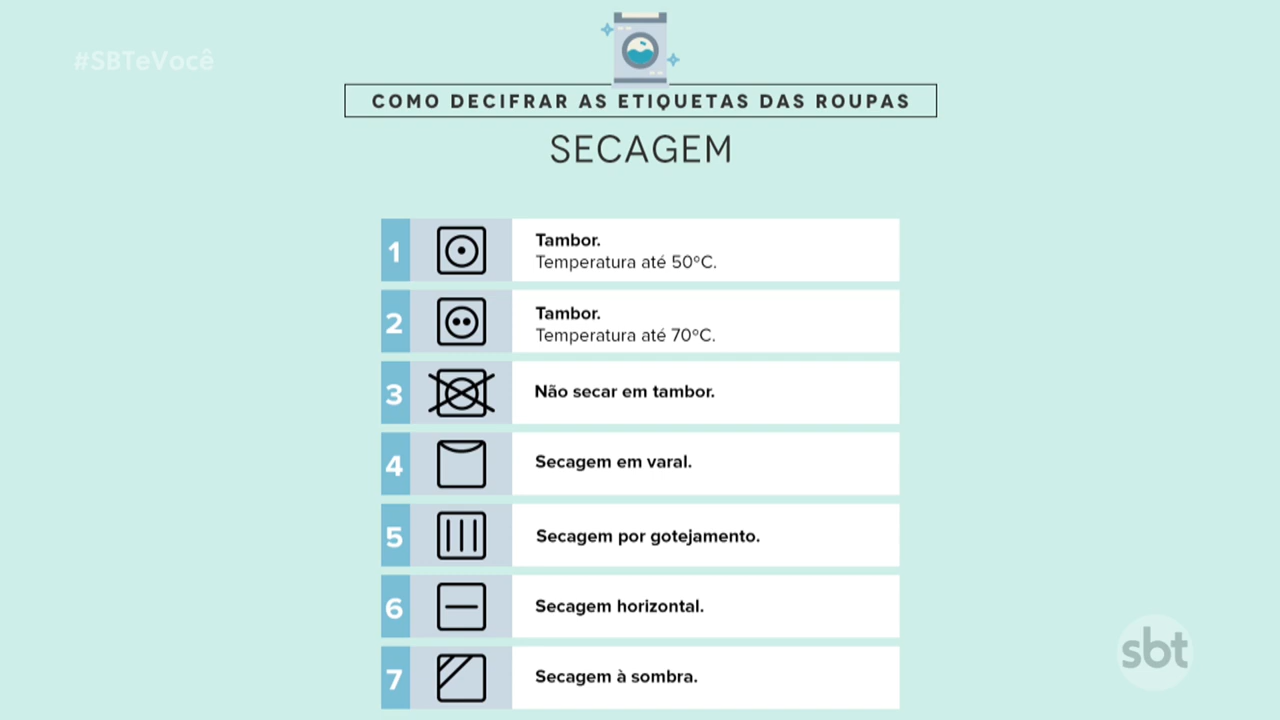 #SBTeVocê
COMO DECIFRAR AS ETIQUETAS DAS ROUPAS
SECAGEM
1
Tambor.
Temperatura até 50ºC.
2
Tambor.
Temperatura até 70ºC.
3
Não secar em tambor.
4
Secagem em varal.
5
Secagem por gotejamento.
6
Secagem horizontal.
7
Secagem à sombra.
sbt